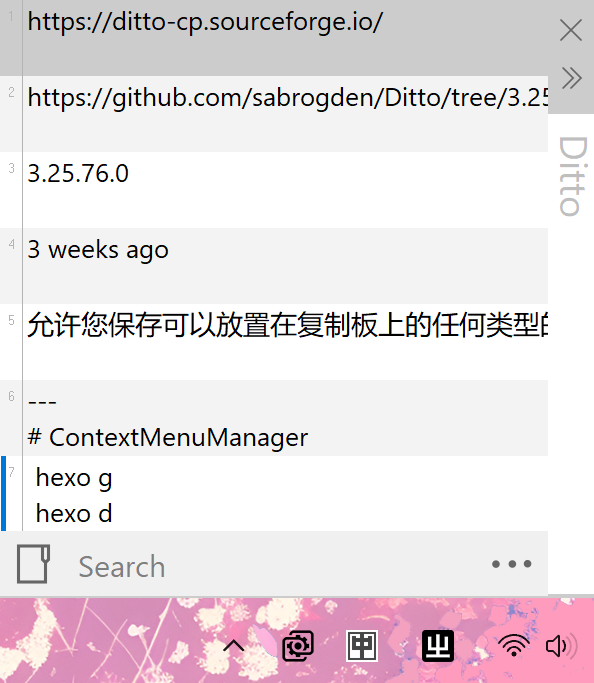 1 https://ditto-cp.sourceforge.io/
2 https://github.com/sabrogden/Ditto/tree/3.25
3 3.25.76.0
4 3 weeks ago
5 允许您保存可以放置在复制板上的任何类型的
6 ---
# ContextMenuManager
7 hexo g
hexo d
Search
Ditto
中